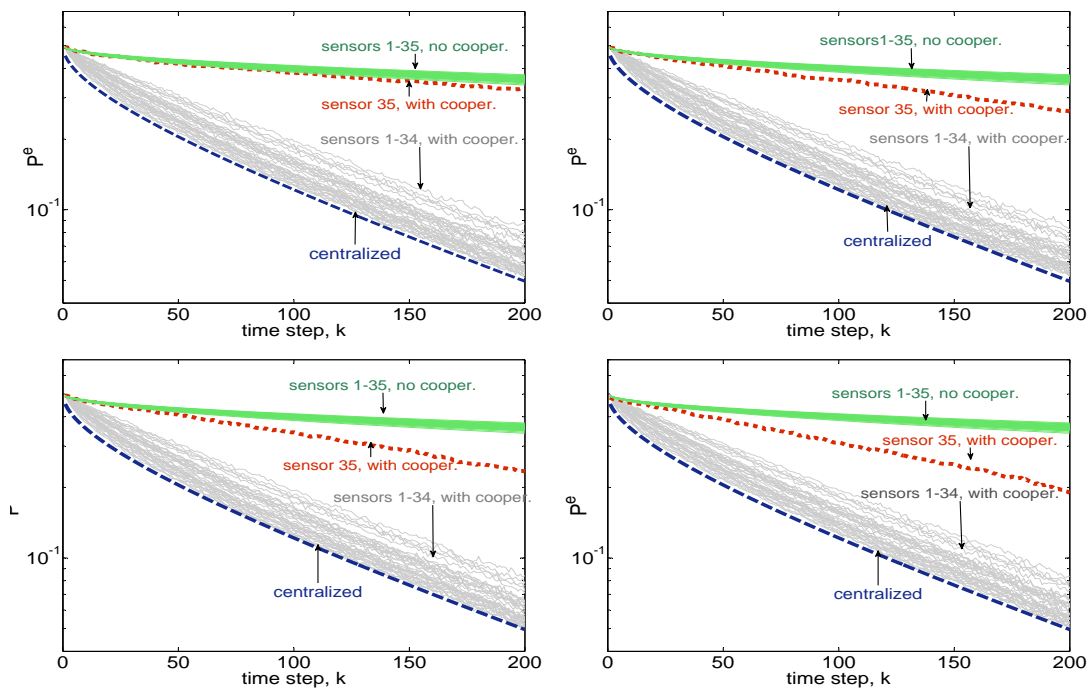 sensors 1-35, no cooper.
sensor 35, with cooper.
sensors 1-34, with cooper.
centralized
P^e
10^-1
0 50 100 150 200
time step, k
sensors1-35, no cooper.
sensor 35, with cooper.
sensors 1-34, with cooper.
centralized
P^e
10^-1
0 50 100 150 200
time step, k
sensors 1-35, no cooper.
sensor 35, with cooper.
sensors 1-34, with cooper.
centralized
10^-1
0 50 100 150 200
time step, k
sensors 1-35, no cooper.
sensor 35, with cooper.
sensors 1-34, with cooper.
centralized
P^e
10^-1
0 50 100 150 200
time step, k